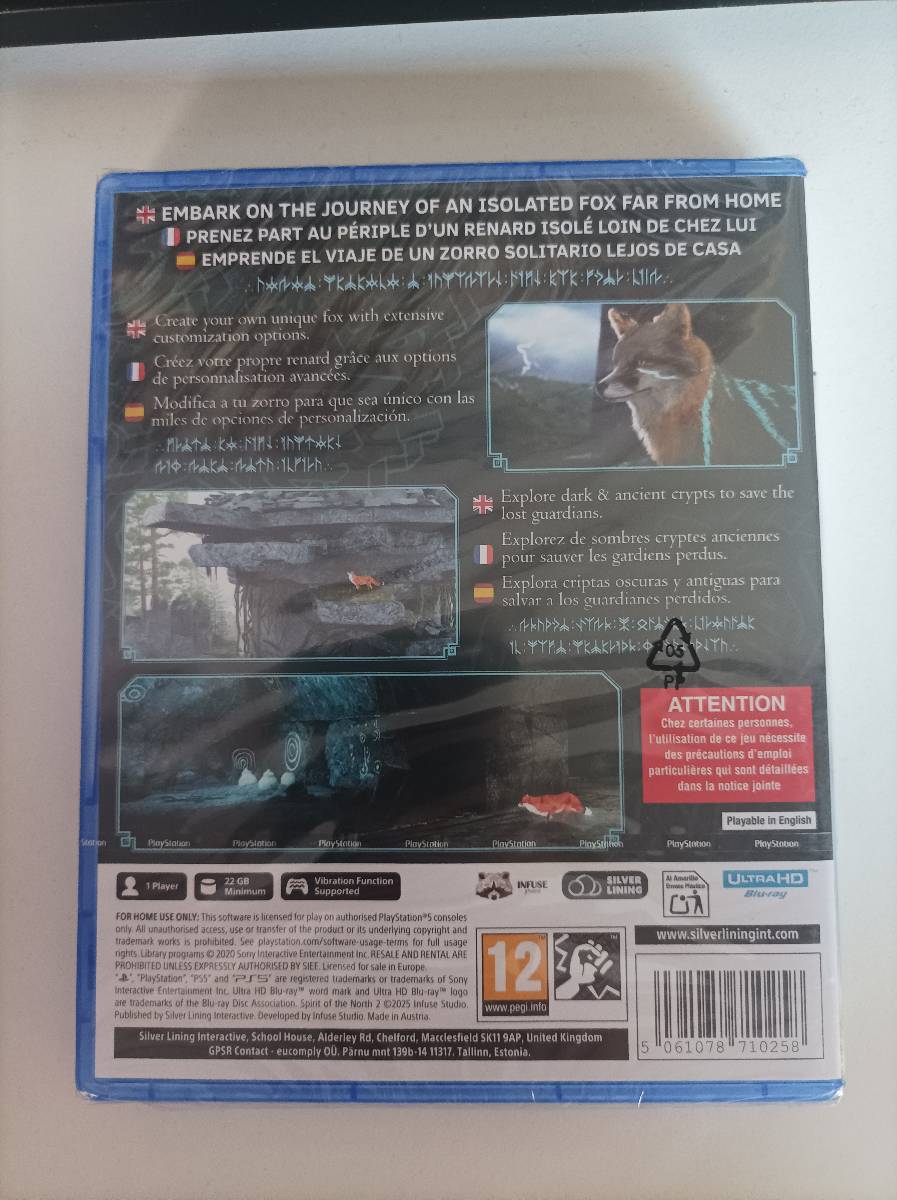 EMBARK ON THE JOURNEY OF AN ISOLATED FOX FAR FROM HOME
PRENEZ PART AU PÉRIPLE D'UN RENARD ISOLÉ LOIN DE CHEZ LUI
EMPRENDE EL VIAJE DE UN ZORRO SOLITARIO LEJOS DE CASA
Create your own unique fox with extensive
customization options.
Créez votre propre renard grâce aux options
de personnalisation avancées.
Modifica a tu zorro para que sea único con las
miles de opciones de personalización.
Explore dark & ancient crypts to save the
lost guardians.
Explorez de sombres cryptes anciennes
pour sauver les gardiens perdus.
Explora criptas oscuras y antiguas para
salvar a los guardianes perdidos.
05
PP
ATTENTION
Chez certaines personnes,
l'utilisation de ce jeu nécessite
des précautions d'emploi
particulières qui sont détaillées
dans la notice jointe
Playable in English
Station PlayStation PlayStation PlayStation PlayStation PlayStation PlayStation PlayStation PlayStation
1 Player
22 GB
Minimum
Vibration Function
Supported
INFUSE
SILVER
LINING
Al Amarillo
Envase Plástico
ULTRA HD
Blu-ray
www.silverliningint.com
FOR HOME USE ONLY: This software is licensed for play on authorised PlayStation®5 consoles
only. All unauthorised access, use or transfer of the product or its underlying copyright and
trademark works is prohibited. See playstation.com/software-usage-terms for full usage
rights. Library programs © 2020 Sony Interactive Entertainment Inc. RESALE AND RENTAL ARE
PROHIBITED UNLESS EXPRESSLY AUTHORISED BY SIEE. Licensed for sale in Europe.
"PlayStation", "PS5" and "PS5" are registered trademarks or trademarks of Sony
Interactive Entertainment Inc. Ultra HD Blu-ray™ word mark and Ultra HD Blu-ray™ logo
are trademarks of the Blu-ray Disc Association. Spirit of the North 2 ©2025 Infuse Studio.
Published by Silver Lining Interactive. Developed by Infuse Studio. Made in Austria.
12
www.pegi.info
Silver Lining Interactive, School House, Alderley Rd, Chelford, Macclesfield SK11 9AP, United Kingdom
GPSR Contact - eucomply OÜ. Pärnu mnt 139b-14 11317. Tallinn, Estonia.
5 061078 710258